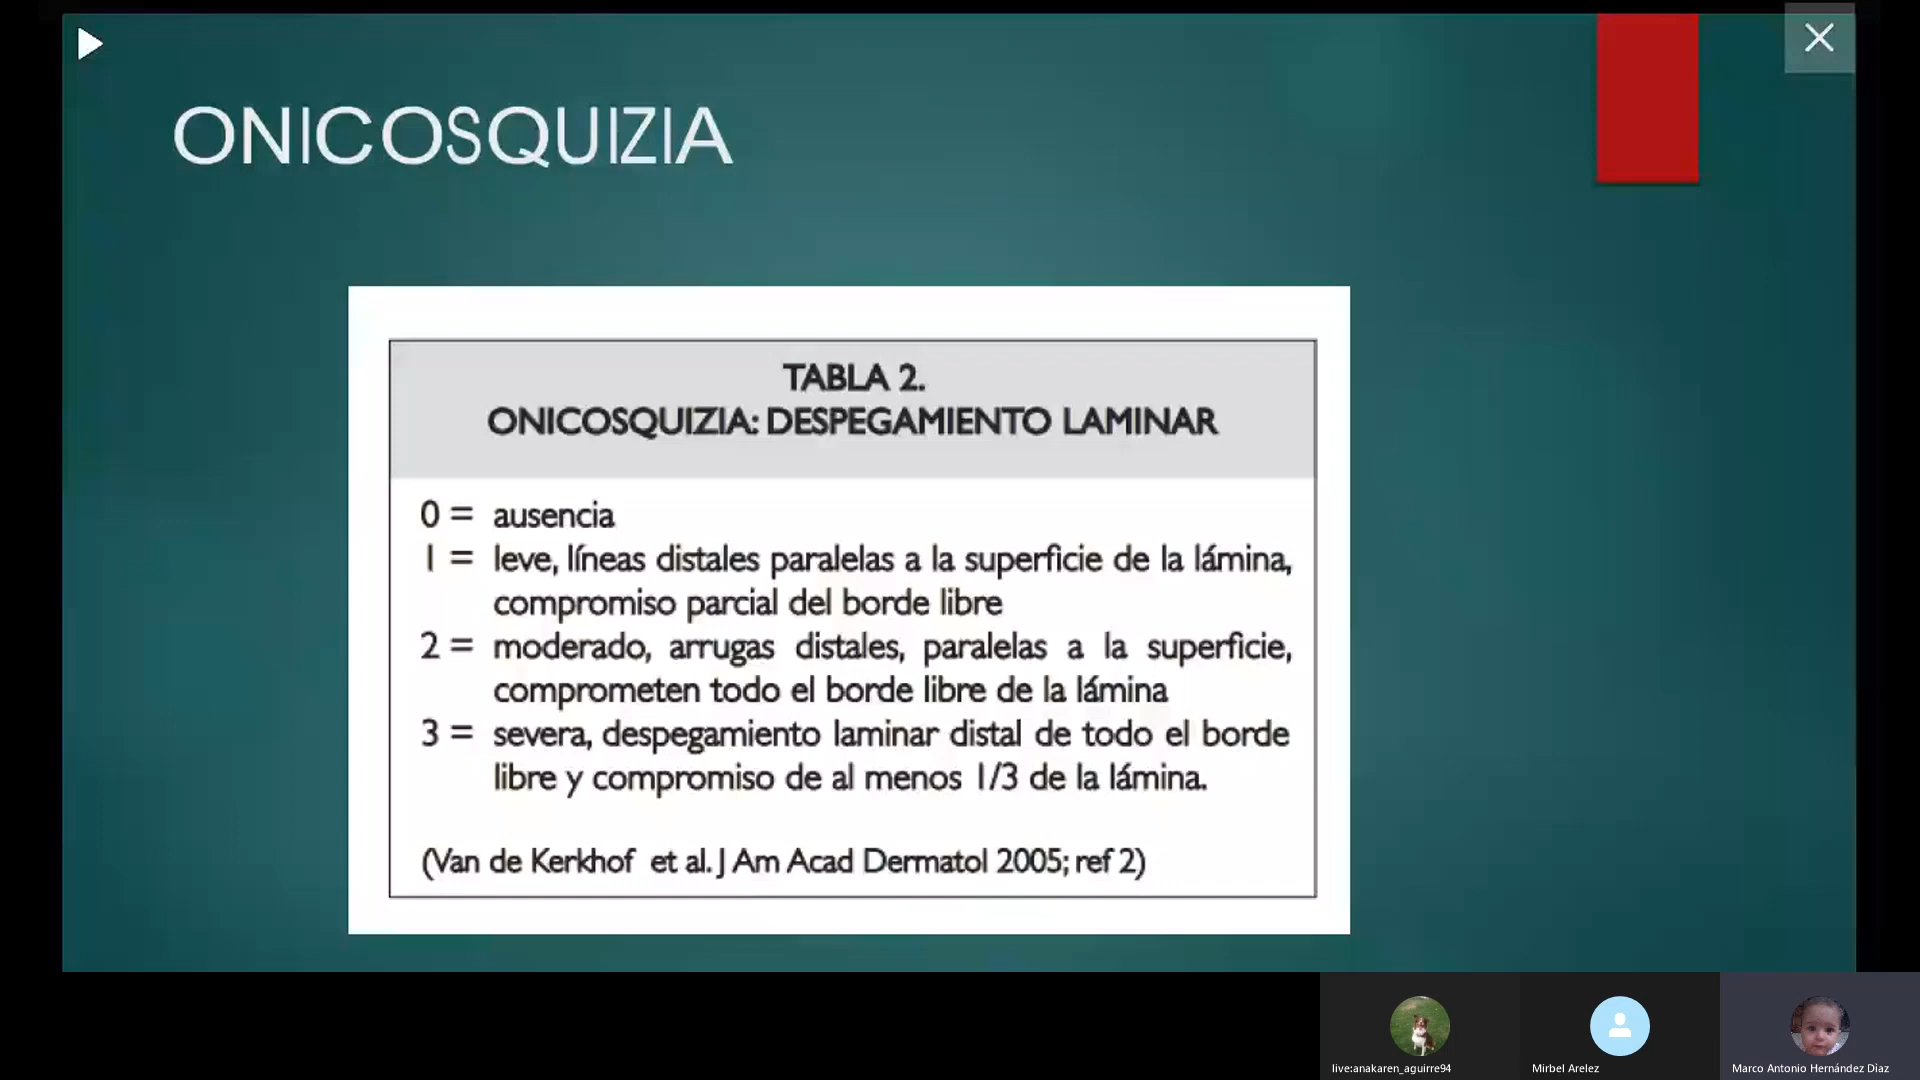 ONICOSQUIZIA
TABLA 2.
ONICOSQUIZIA: DESPEGAMIENTO LAMINAR
0 = ausencia
1 = leve, líneas distales paralelas a la superficie de la lámina,
compromiso parcial del borde libre
2 = moderado, arrugas distales, paralelas a la superficie,
comprometen todo el borde libre de la lámina
3 = severa, despegamiento laminar distal de todo el borde
libre y compromiso de al menos 1/3 de la lámina.
(Van de Kerkhof et al. J Am Acad Dermatol 2005; ref 2)
live:anakaren_aguirre94
Mirbel Arelez
Marco Antonio Hernández Dìaz